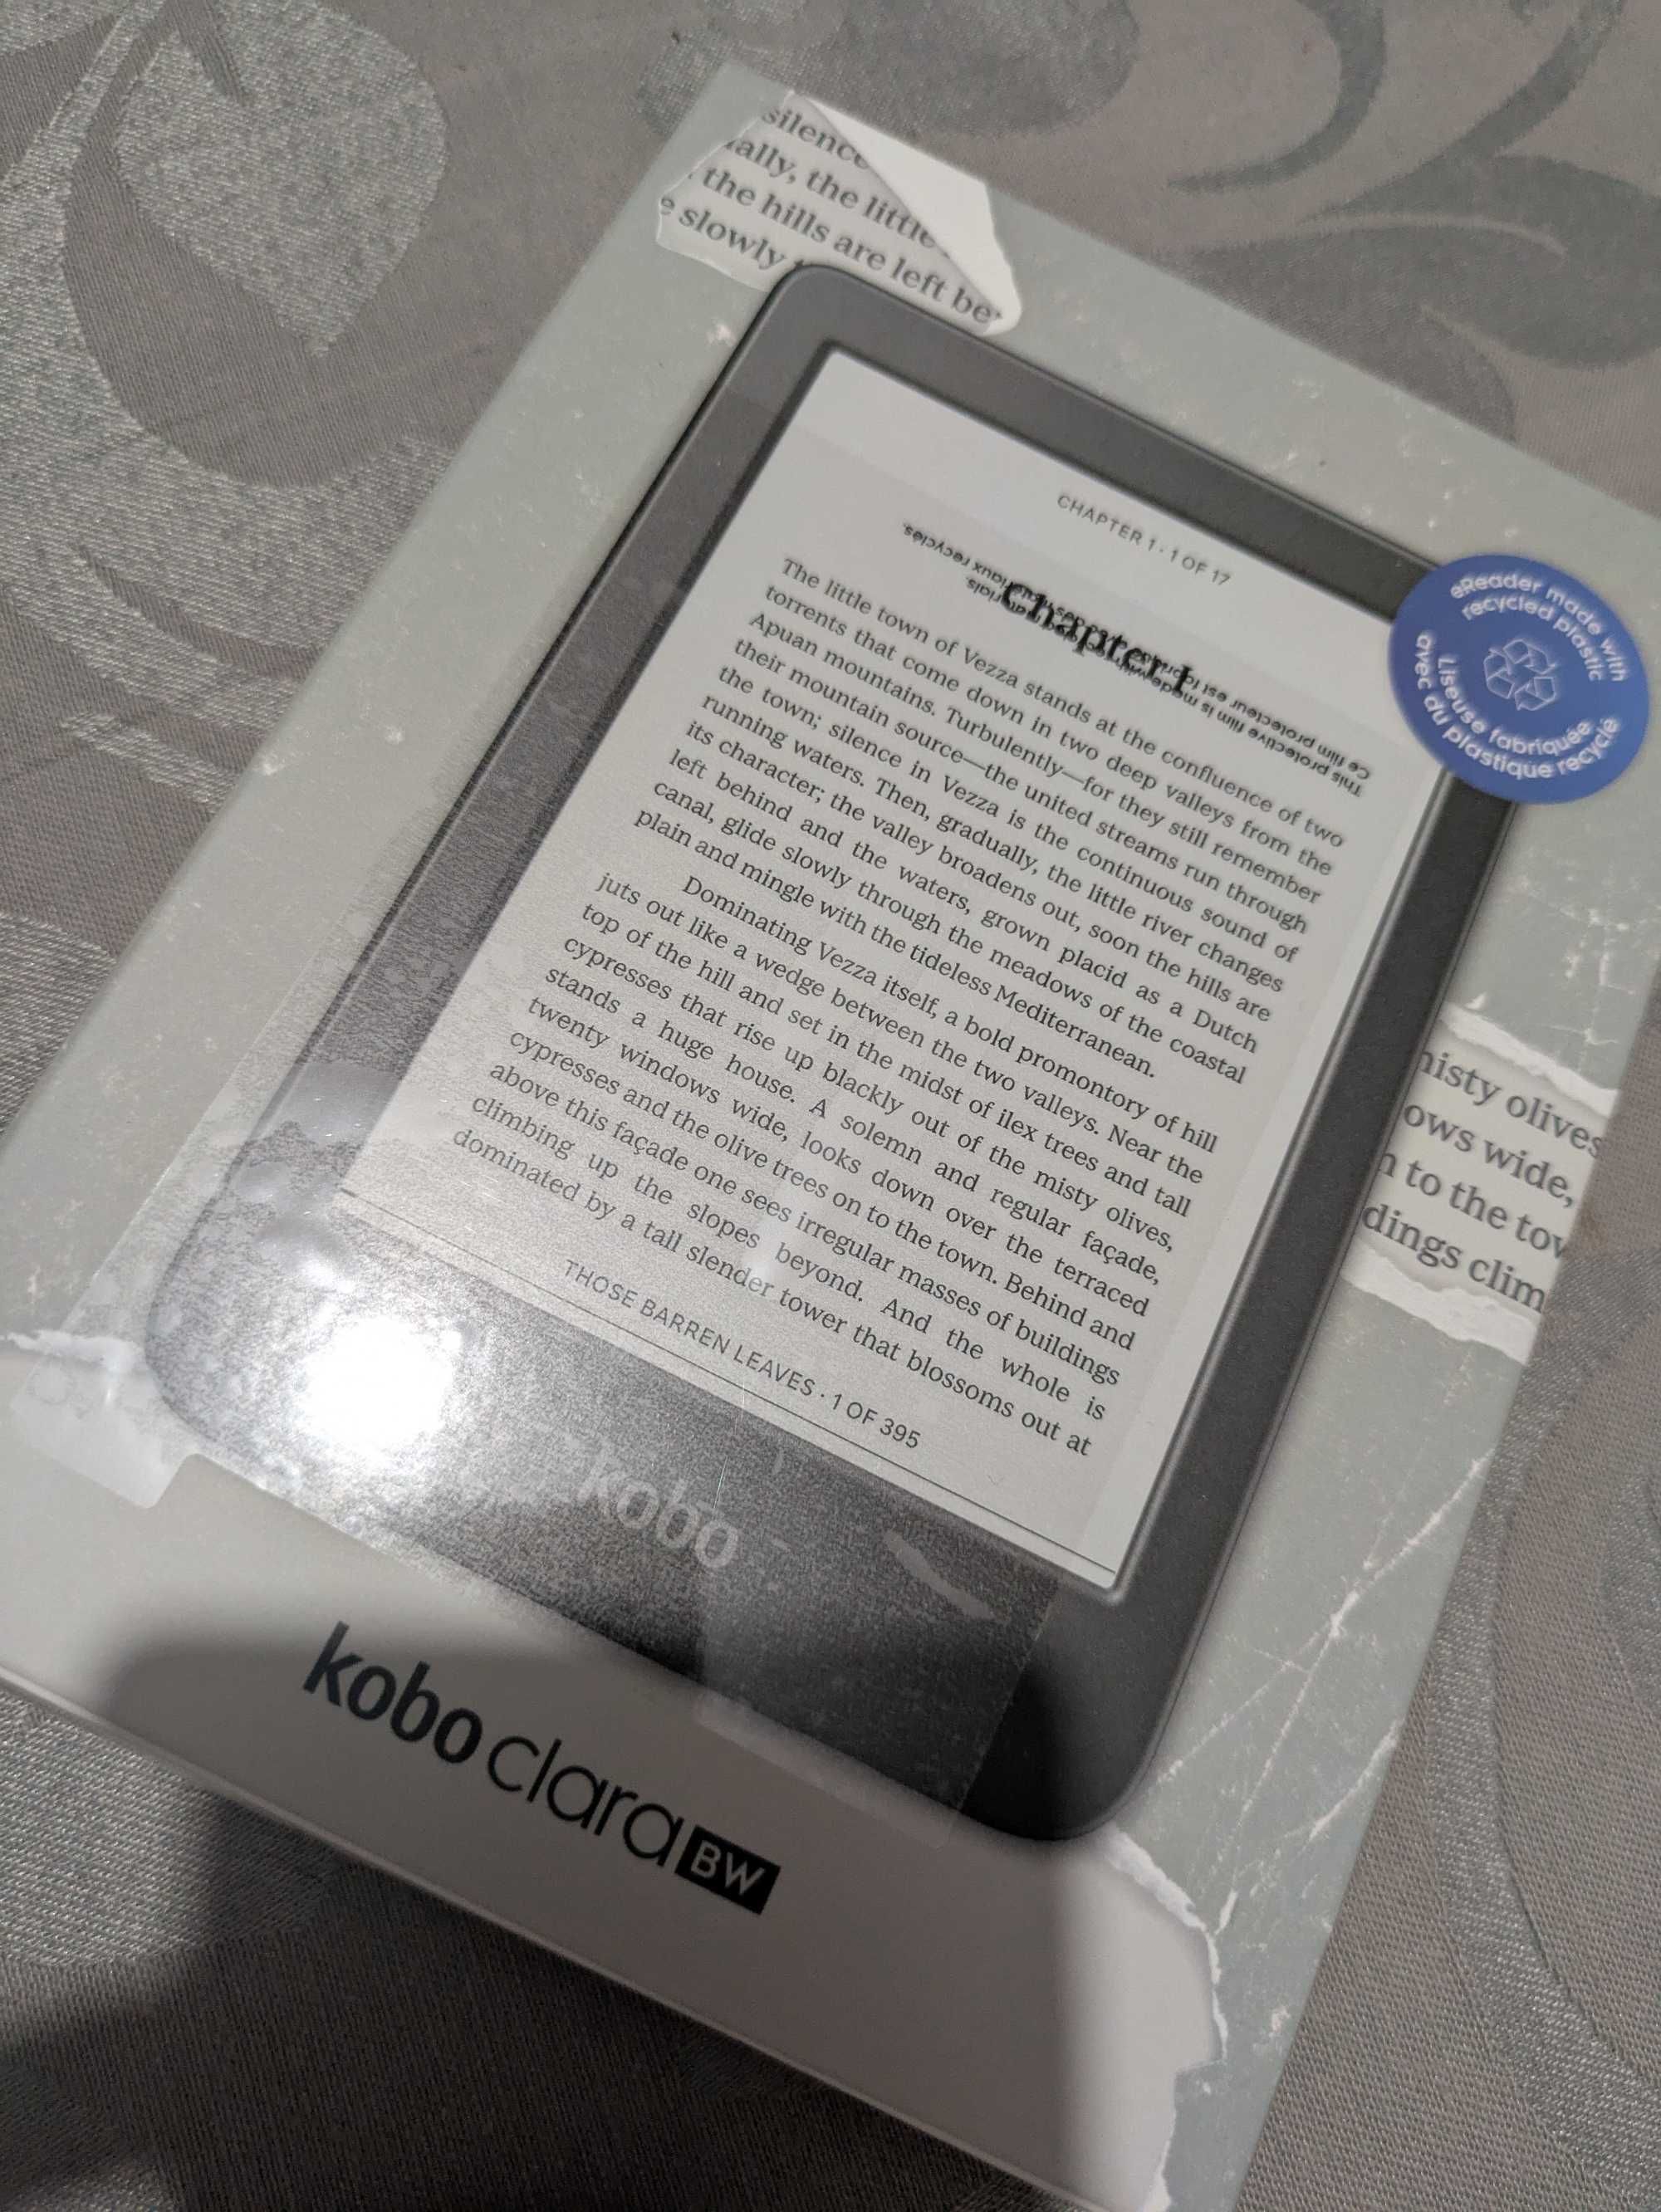 silence
ally, the little
the hills are left be
e slowly
CHAPTER 1 · 1 OF 17
Chapter I
This protective film is made with
Ce film protecteur est
recyclés.
eReader made with
recycled plastic
Liseuse fabriquée
avec du plastique recyclé
The little town of Vezza stands at the confluence of two
torrents that come down in two deep valleys from the
Apuan mountains. Turbulently—for they still remember
their mountain source—the united streams run through
the town; silence in Vezza is the continuous sound of
running waters. Then, gradually, the little river changes
its character; the valley broadens out, soon the hills are
left behind and the waters, grown placid as a Dutch
canal, glide slowly through the meadows of the coastal
plain and mingle with the tideless Mediterranean.
Dominating Vezza itself, a bold promontory of hill
juts out like a wedge between the two valleys. Near the
top of the hill and set in the midst of ilex trees and tall
cypresses that rise up blackly out of the misty olives,
stands a huge house. A solemn and regular façade,
twenty windows wide, looks down over the terraced
cypresses and the olive trees on to the town. Behind and
above this façade one sees irregular masses of buildings
climbing up the slopes beyond. And the whole is
dominated by a tall slender tower that blossoms out at
THOSE BARREN LEAVES · 1 OF 395
misty olives
ows wide,
n to the tow
dings clim
kobo
kobo clara BW